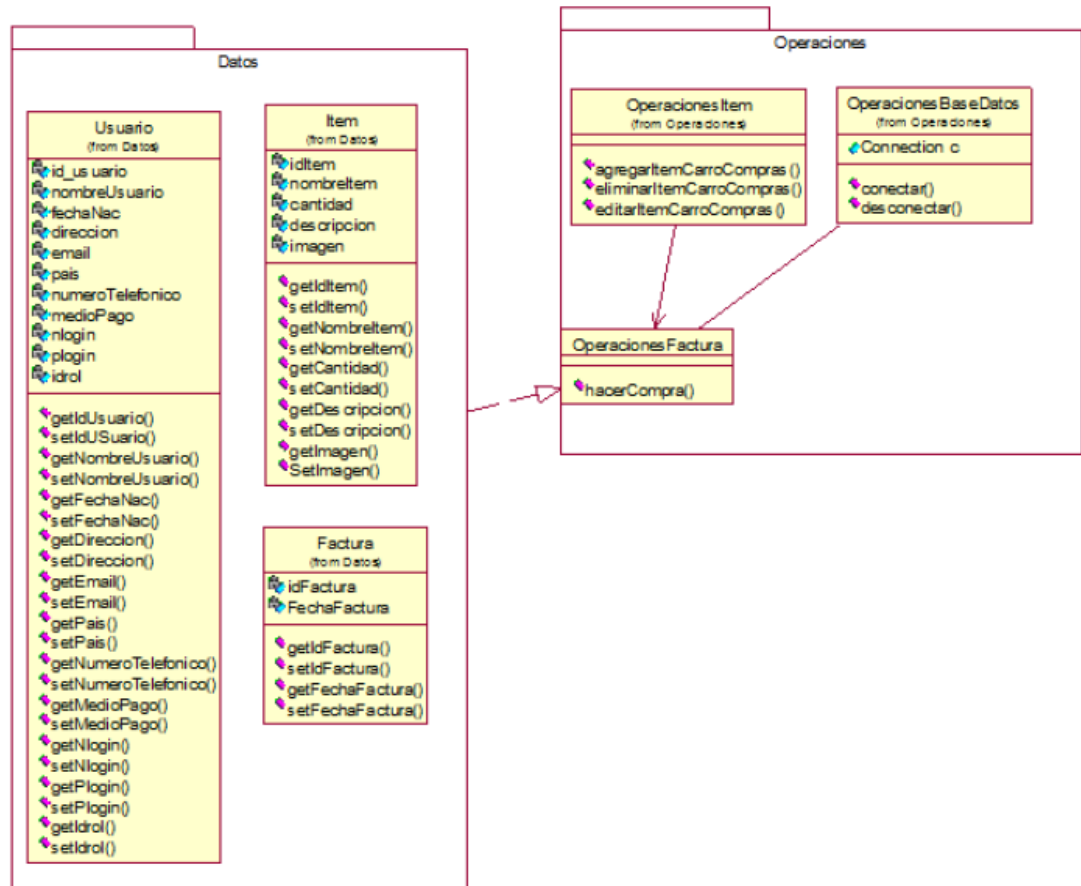 Datos
Usuario
(from Datos)
id_usuario
nombreUsuario
fechaNac
direccion
email
pais
numeroTelefonico
medioPago
nlogin
plogin
idrol
getIdUsuario()
setIdUSuario()
getNombreUsuario()
setNombreUsuario()
getFechaNac()
setFechaNac()
getDireccion()
setDireccion()
getEmail()
setEmail()
getPais()
setPais()
getNumeroTelefonico()
setNumeroTelefonico()
getMedioPago()
setMedioPago()
getNlogin()
setNlogin()
getPlogin()
setPlogin()
getIdrol()
setIdrol()
Item
(from Datos)
idItem
nombreItem
cantidad
descripcion
imagen
getIdItem()
setIdItem()
getNombreItem()
setNombreItem()
getCantidad()
setCantidad()
getDescripcion()
setDescripcion()
getImagen()
SetImagen()
Factura
(from Datos)
idFactura
FechaFactura
getIdFactura()
setIdFactura()
getFechaFactura()
setFechaFactura()
Operaciones
OperacionesItem
(from Operaciones)
agregarItemCarroCompras()
eliminarItemCarroCompras()
editarItemCarroCompras()
OperacionesBaseDatos
(from Operaciones)
Connection c
conectar()
desconectar()
OperacionesFactura
hacerCompra()